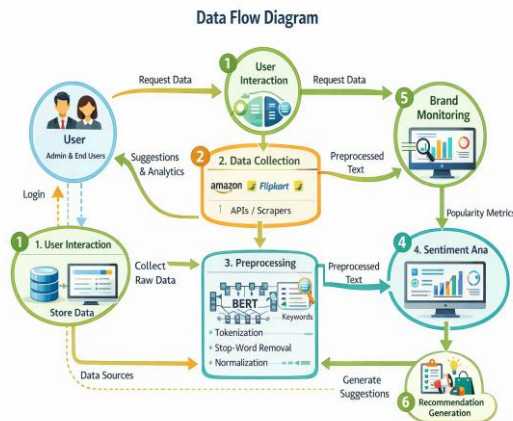 Data Flow Diagram
1
User
Interaction
Request Data
Request Data
5
Brand
Monitoring
User
Admin & End Users
Suggestions
& Analytics
2
2. Data Collection
amazon Flipkart
APIs / Scrapers
Preprocessed
Text
Login
Popularity Metrics
1
1. User Interaction
Store Data
Collect
Raw Data
3. Preprocessing
BERT
Keywords
Tokenization
Stop-Word Removal
Normalization
Preprocessed
Text
4
4. Sentiment Ana
Data Sources
Generate
Suggestions
6
Recommendation
Generation